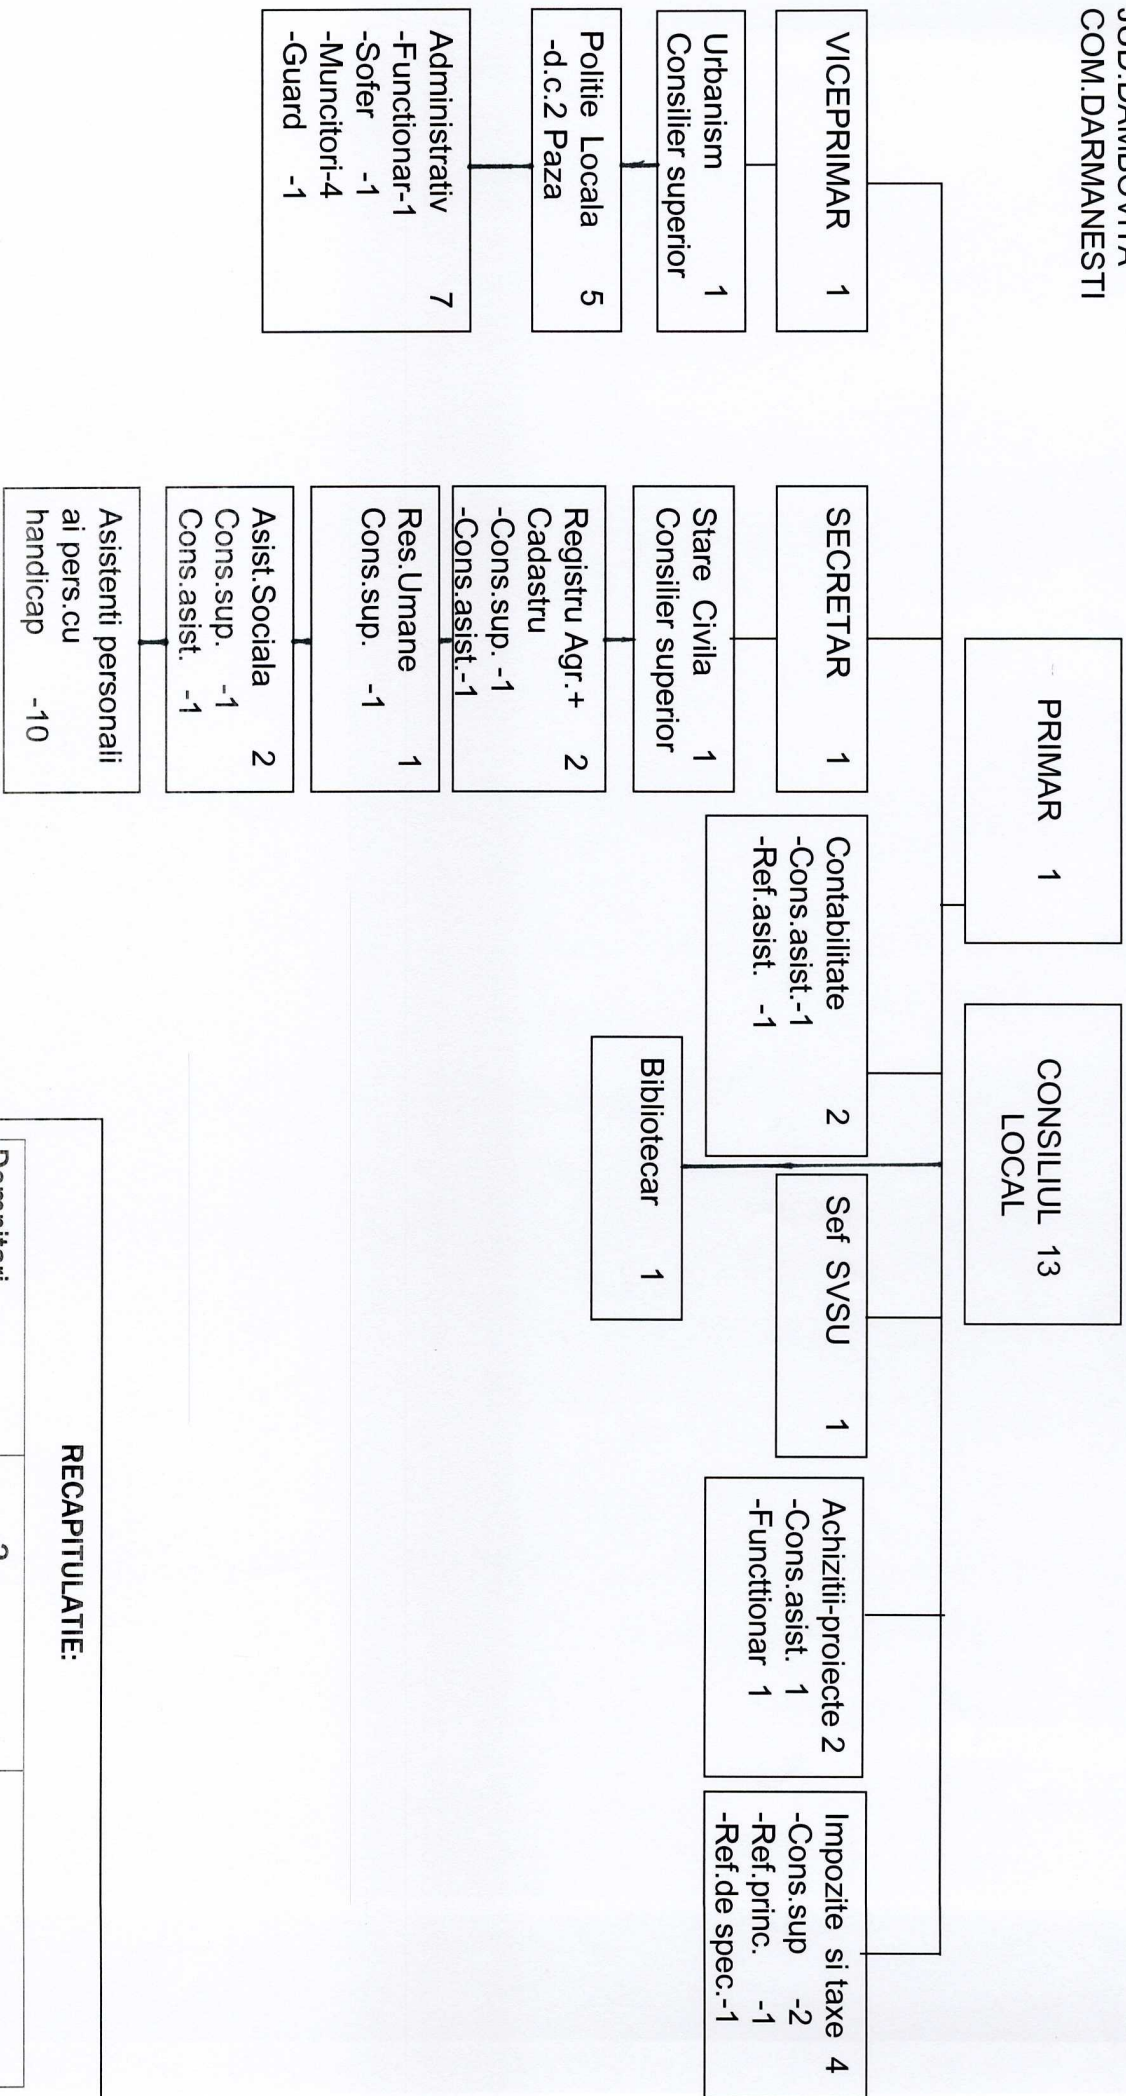 JUD.DAMBOVITA
COM.DARMANESTI
PRIMAR 1
CONSILIUL 13
LOCAL
VICEPRIMAR 1
Urbanism 1
Consilier superior
Politie Locala 5
-d.c.2 Paza
Administrativ 7
-Functionar-1
-Sofer -1
-Muncitori-4
-Guard -1
SECRETAR 1
Stare Civila 1
Consilier superior
Registru Agr.+ 2
Cadastru
-Cons.sup. -1
-Cons.asist.-1
Res.Umane 1
Cons.sup. -1
Asist.Sociala 2
Cons.sup. -1
Cons.asist. -1
Asistenti personali
ai pers.cu
handicap -10
Contabilitate 2
-Cons.asist.-1
-Ref.asist. -1
Bibliotecar 1
Sef SVSU 1
Achizitii-proiecte 2
-Cons.asist. 1
-Functtionar 1
Impozite si taxe 4
-Cons.sup -2
-Ref.princ. -1
-Ref.de spec.-1
RECAPITULATIE: